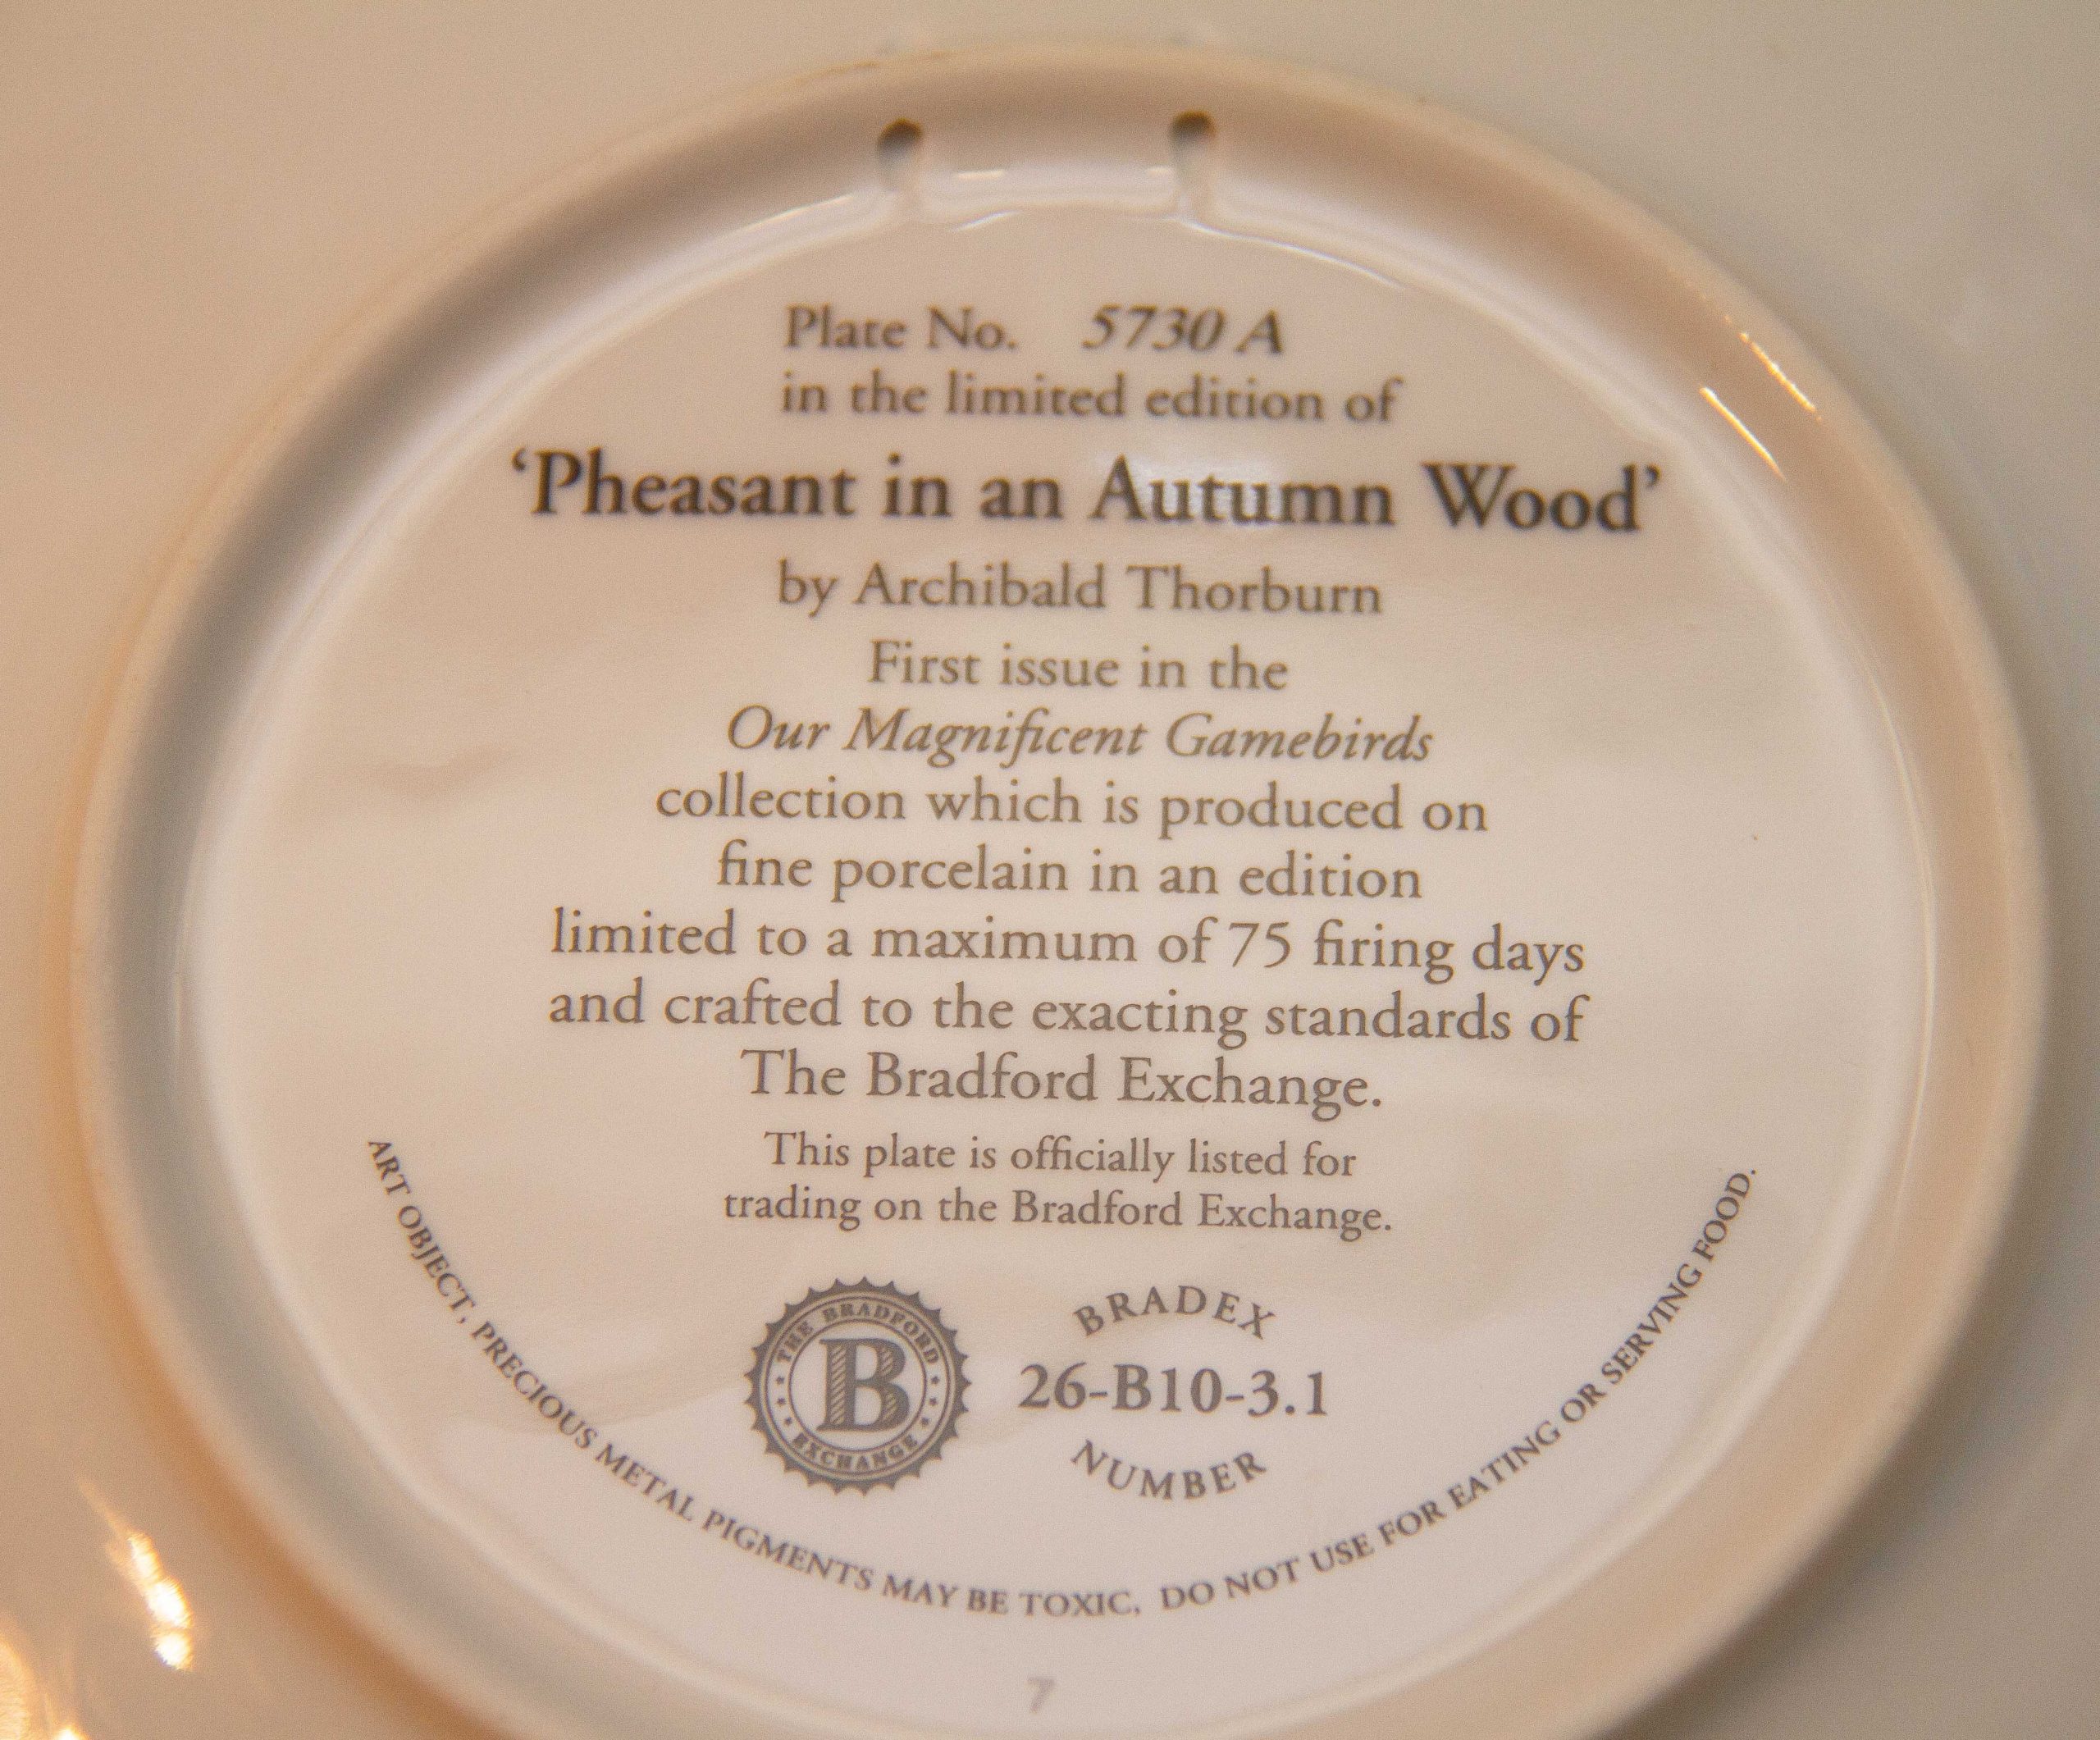 Plate No. 5730 A
in the limited edition of
‘Pheasant in an Autumn Wood’
by Archibald Thorburn
First issue in the
Our Magnificent Gamebirds
collection which is produced on
fine porcelain in an edition
limited to a maximum of 75 firing days
and crafted to the exacting standards of
The Bradford Exchange.
This plate is officially listed for
trading on the Bradford Exchange.
THE BRADFORD
B
EXCHANGE
BRADEX
26-B10-3.1
NUMBER
ART OBJECT, PRECIOUS METAL PIGMENTS MAY BE TOXIC. DO NOT USE FOR EATING OR SERVING FOOD.
7